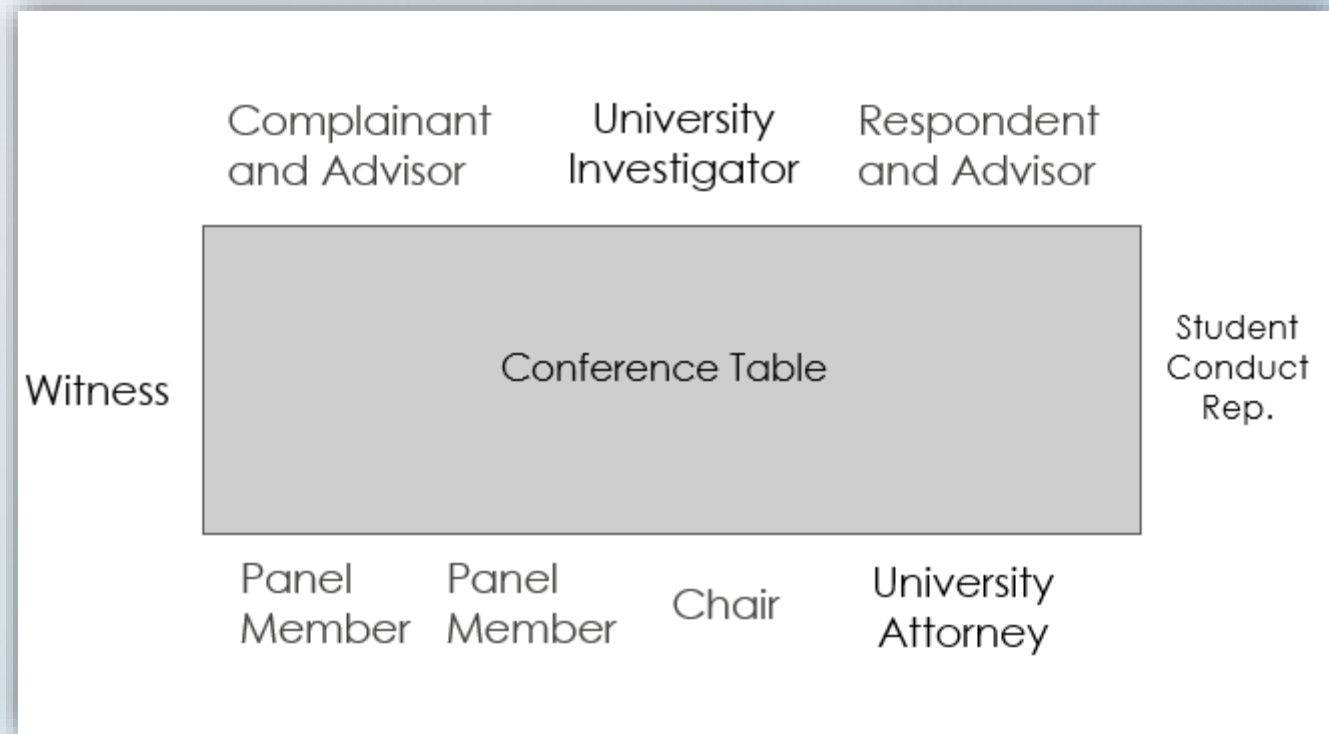 Complainant
and Advisor
University
Investigator
Respondent
and Advisor
Conference Table
Witness
Student
Conduct
Rep.
Panel
Member
Panel
Member
Chair
University
Attorney